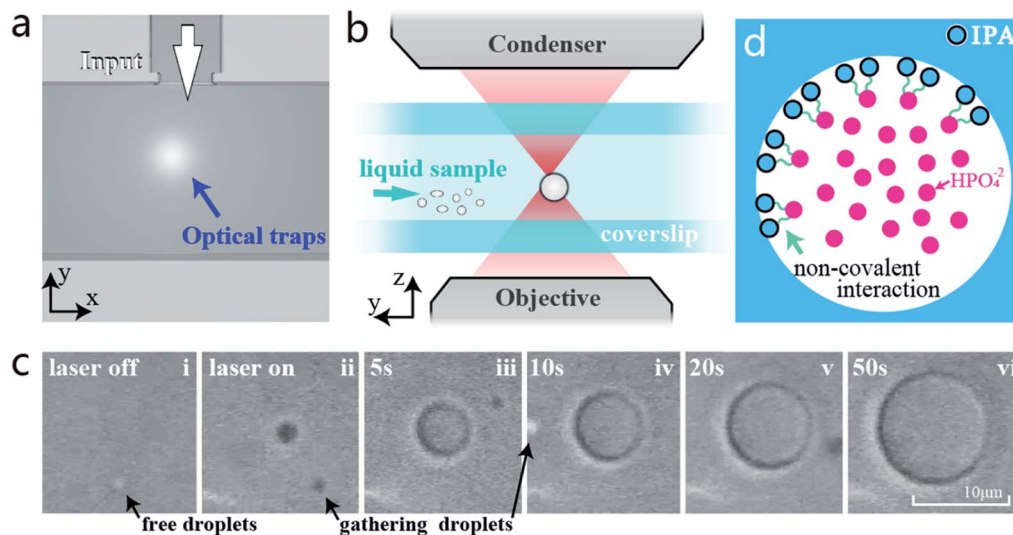 a
Input
Optical traps
y
x
b
Condenser
liquid sample
coverslip
z
y
Objective
d
IPA
HPO₄⁻²
non-covalent
interaction
c
laser off
i
laser on
ii
5s
iii
10s
iv
20s
v
50s
vi
free droplets
gathering droplets
10μm